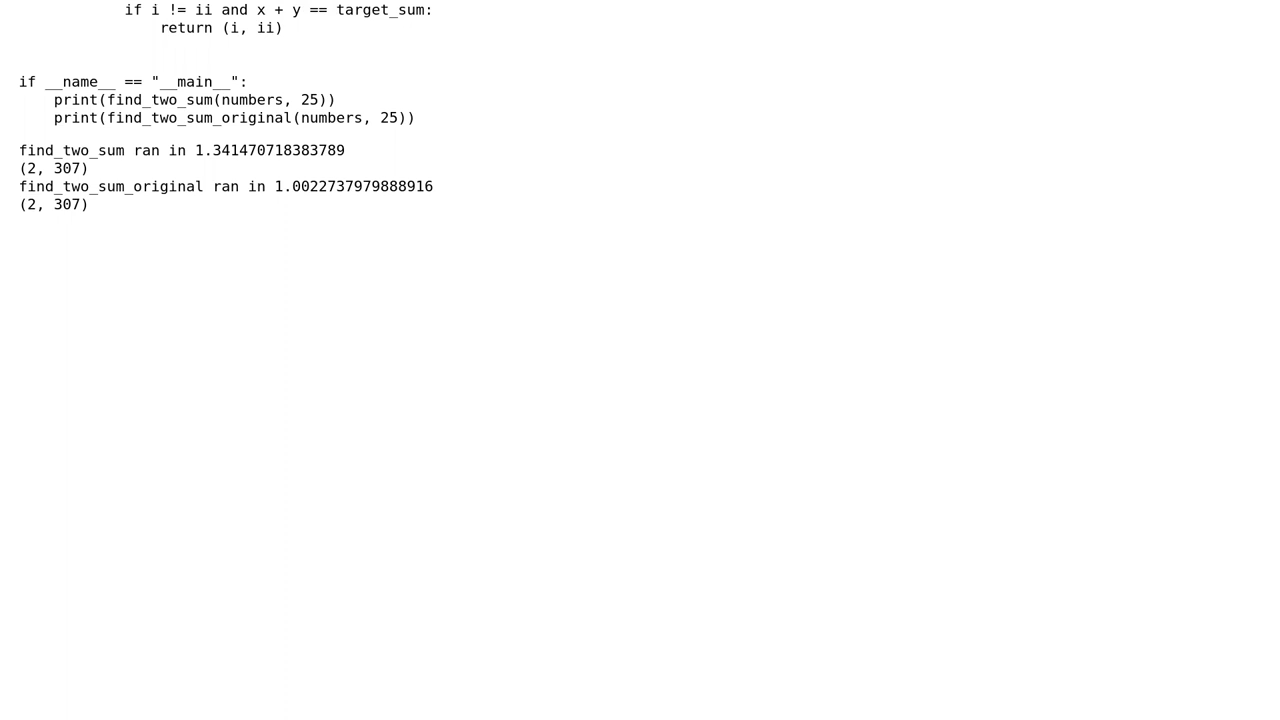 if i != ii and x + y == target_sum:
                return (i, ii)
if __name__ == "__main__":
    print(find_two_sum(numbers, 25))
    print(find_two_sum_original(numbers, 25))
find_two_sum ran in 1.341470718383789
(2, 307)
find_two_sum_original ran in 1.0022737979888916
(2, 307)